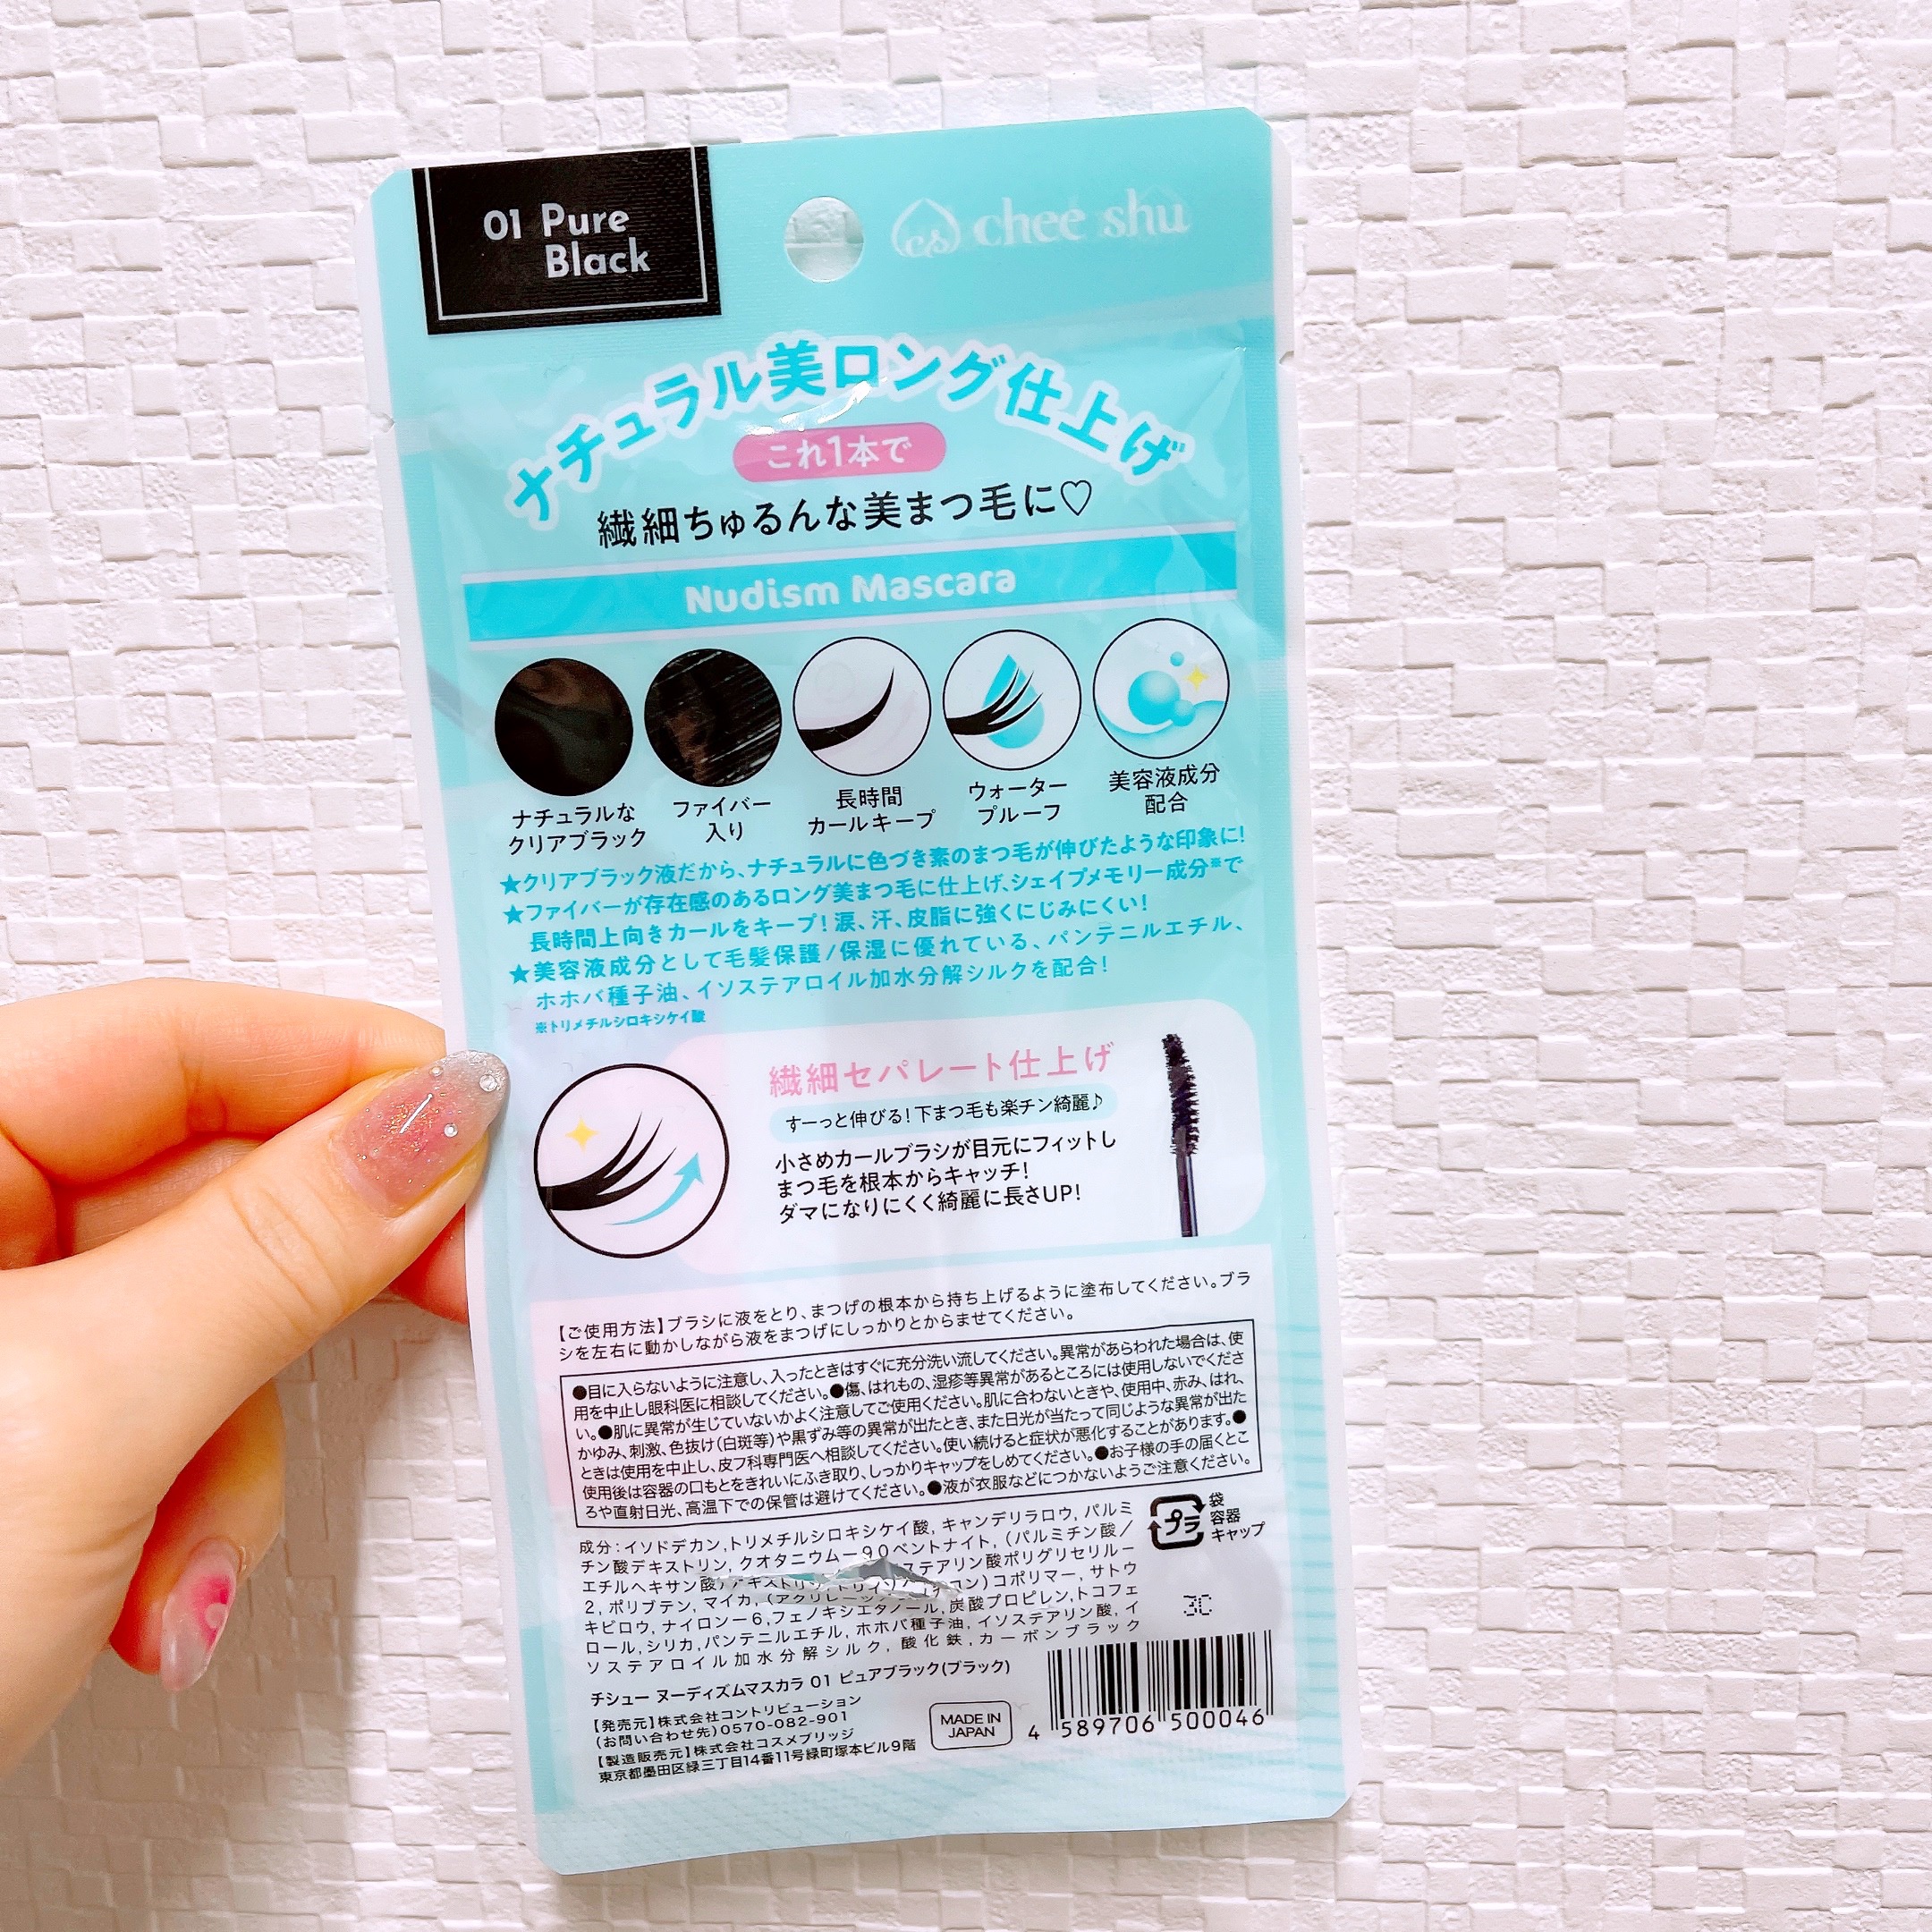 01 Pure
Black
cs chee shu
ナチュラル美ロング仕上げ
これ1本で
繊細ちゅるんな美まつ毛に♡
Nudism Mascara
ナチュラルな
クリアブラック
ファイバー
入り
長時間
カールキープ
ウォーター
プルーフ
美容液成分
配合
★クリアブラック液だから、ナチュラルに色づき素のまつ毛が伸びたような印象に!
★ファイバーが存在感のあるロング美まつ毛に仕上げ、シェイプメモリー成分※で
長時間上向きカールをキープ!涙、汗、皮脂に強くにじみにくい!
★美容液成分として毛髪保護/保湿に優れている、パンテニルエチル、
ホホバ種子油、イソステアロイル加水分解シルクを配合!
※トリメチルシロキシケイ酸
繊細セパレート仕上げ
すーっと伸びる!下まつ毛も楽チン綺麗♪
小さめカールブラシが目元にフィットし
まつ毛を根本からキャッチ!
ダマになりにくく綺麗に長さUP!
【ご使用方法】ブラシに液をとり、まつげの根本から持ち上げるように塗布してください。ブラ
シを左右に動かしながら液をまつげにしっかりとからませてください。
●目に入らないように注意し、入ったときはすぐに充分洗い流してください。異常があらわれた場合は、使
用を中止し眼科医に相談してください。●傷、はれもの、湿疹等異常があるところには使用しないでくださ
い。●肌に異常が生じていないかよく注意してご使用ください。肌に合わないときや、使用中、赤み、はれ、
かゆみ、刺激、色抜け(白斑等)や黒ずみ等の異常が出たとき、また日光が当たって同じような異常が出た
ときは使用を中止し、皮フ科専門医へ相談してください。使い続けると症状が悪化することがあります。●
使用後は容器の口もとをきれいにふき取り、しっかりキャップをしめてください。●お子様の手の届くとこ
ろや直射日光、高温下での保管は避けてください。●液が衣服などにつかないようご注意ください。
成分:イソドデカン,トリメチルシロキシケイ酸, キャンデリラロウ, パルミ
チン酸デキストリン, クオタニウム−90ベントナイト, (パルミチン酸/
エチルヘキサン酸)デキストリン, ステアリン酸ポリグリセリル−
2, ポリブテン, マイカ, コポリマー, サトウ
キビロウ, ナイロン−6,フェノキシエタノール,炭酸プロピレン,トコフェ
ロール,シリカ,パンテニルエチル, ホホバ種子油, イソステアリン酸, イ
ソステアロイル加水分解シルク, 酸化鉄,カーボンブラック
プラ
袋
容器
キャップ
3C
チシュー ヌーディズムマスカラ 01 ピュアブラック(ブラック)
【発売元】株式会社コントリビューション
(お問い合わせ先)0570-082-901
【製造販売元】株式会社コスメブリッジ
東京都墨田区緑三丁目14番11号緑町塚本ビル9階
MADE IN
JAPAN
4 589706 500046